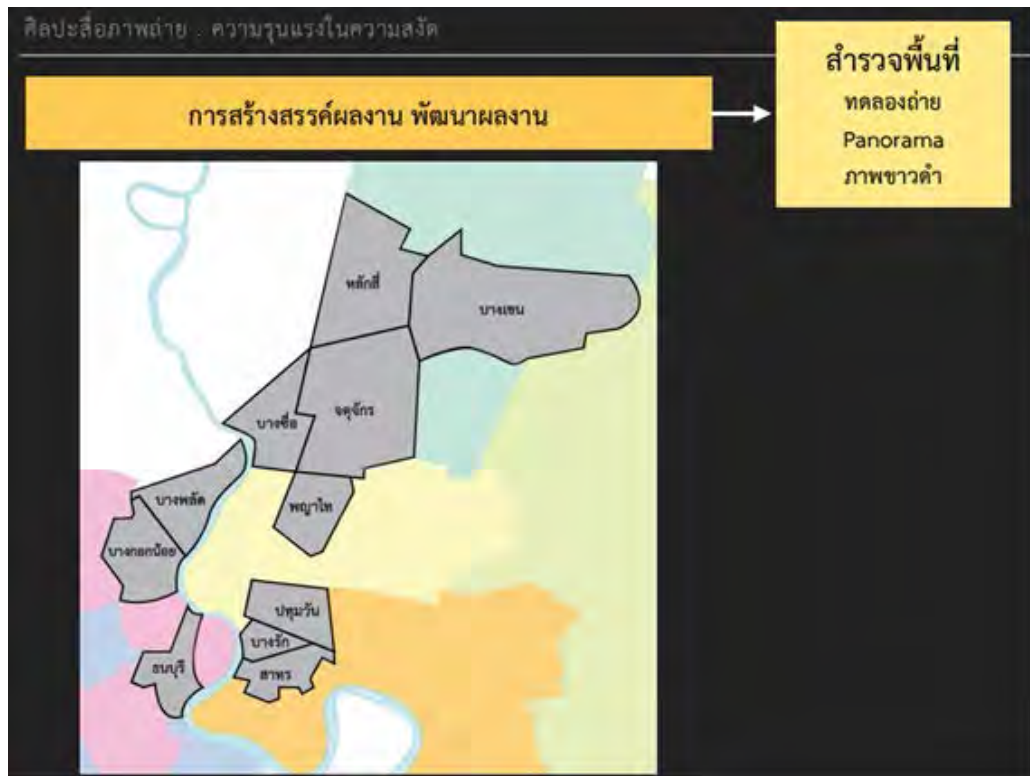 ศิลปะสื่อภาพถ่าย : ความรุนแรงในความสงัด
สำรวจพื้นที่
ทดลองถ่าย
Panorama
ภาพขาวดำ
การสร้างสรรค์ผลงาน พัฒนาผลงาน
หลักสี่
บางเขน
จตุจักร
บางซื่อ
บางพลัด
พญาไท
บางกอกน้อย
ปทุมวัน
บางรัก
ธนบุรี
สาทร